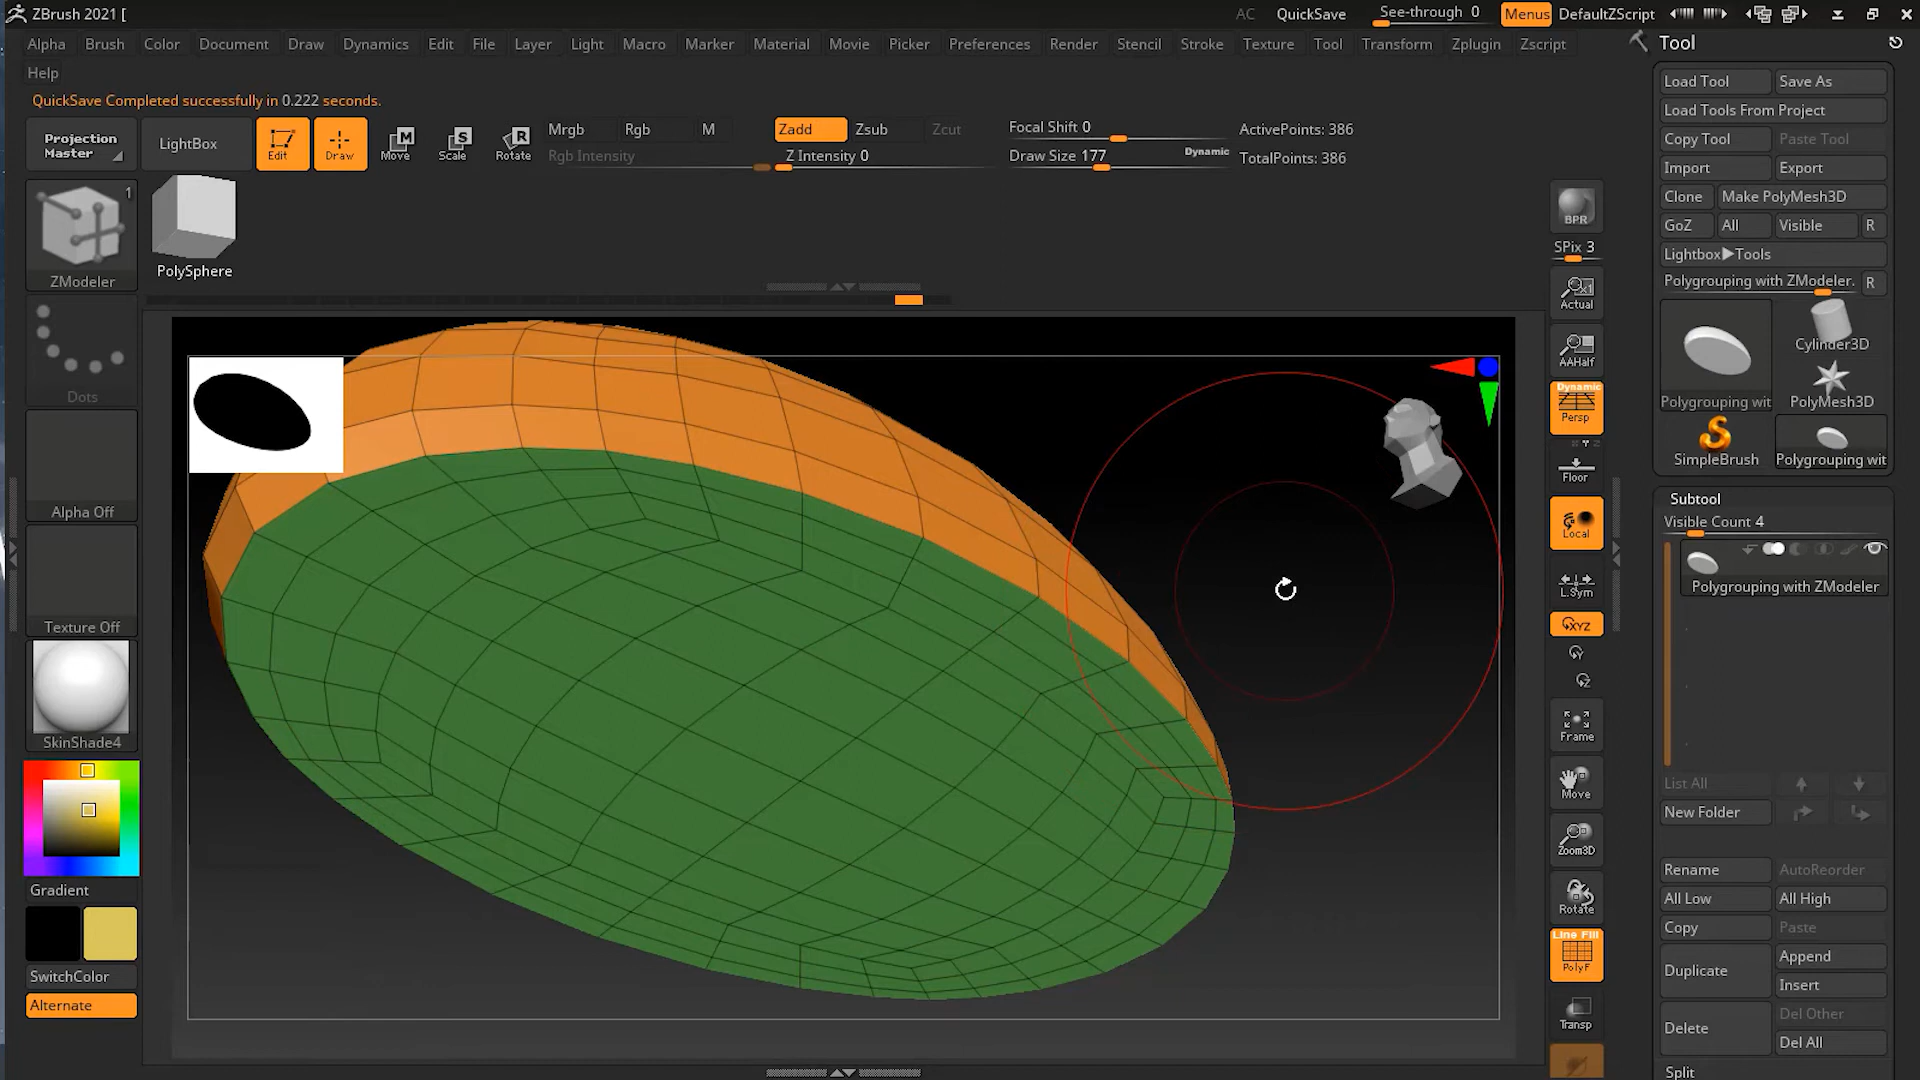 ZBrush 2021 [
AC QuickSave See-through 0 Menus DefaultZScript
Alpha Brush Color Document Draw Dynamics Edit File Layer Light Macro Marker Material Movie Picker Preferences Render Stencil Stroke Texture Tool Transform Zplugin Zscript
Help
QuickSave Completed successfully in 0.222 seconds.
Projection
Master
LightBox
Edit
Draw
M
Move
S
Scale
R
Rotate
Mrgb Rgb M
Rgb Intensity
Zadd Zsub Zcut
Z Intensity 0
Focal Shift 0
Draw Size 177 Dynamic
ActivePoints: 386
TotalPoints: 386
1
ZModeler
PolySphere
Dots
Alpha Off
Texture Off
SkinShade4
Gradient
SwitchColor
Alternate
BPR
SPix 3
x1
Actual
AAHalf
Dynamic
Persp
Floor
Local
L.Sym
XYZ
Y
Z
Frame
Move
Zoom3D
Rotate
Line Fill
PolyF
Transp
Tool
Load Tool Save As
Load Tools From Project
Copy Tool Paste Tool
Import Export
Clone Make PolyMesh3D
GoZ All Visible R
Lightbox▶Tools
Polygrouping with ZModeler. R
Polygrouping wit
Cylinder3D
PolyMesh3D
SimpleBrush
Polygrouping wit
Subtool
Visible Count 4
Polygrouping with ZModeler
List All
New Folder
Rename AutoReorder
All Low All High
Copy Paste
Duplicate Append
Insert
Delete Del Other
Del All
Split